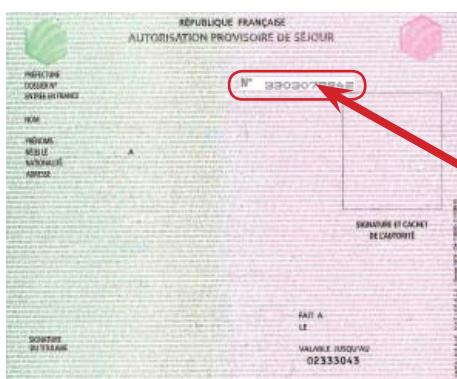 RÉPUBLIQUE FRANÇAISE
AUTORISATION PROVISOIRE DE SÉJOUR
PRÉFECTURE
DOSSIER N°
ENTRÉE EN FRANCE
N°
NOM
PRÉNOMS
NÉ(E) LE A
NATIONALITÉ
ADRESSE
SIGNATURE ET CACHET
DE L'AUTORITÉ
FAIT A
LE
SIGNATURE
DU TITULAIRE
VALABLE JUSQU'AU
02333043